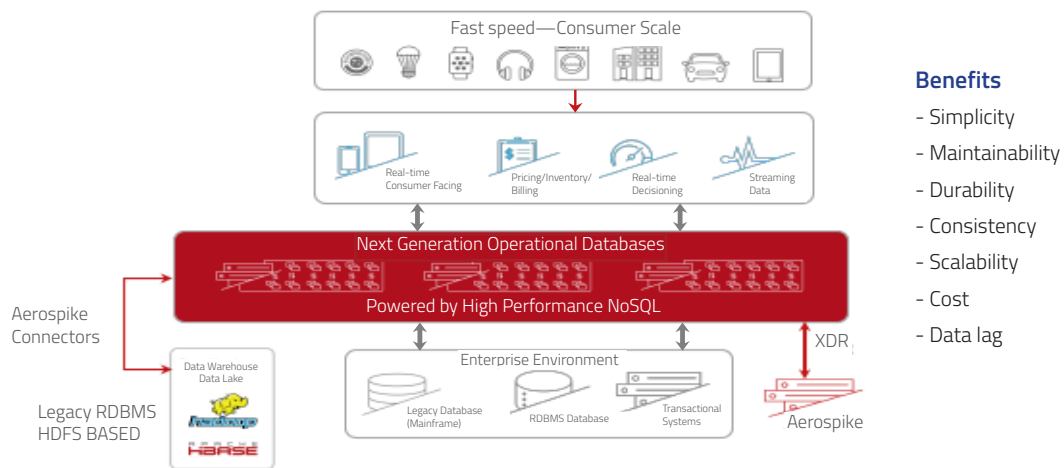 Fast speed—Consumer Scale
Real-time
Consumer Facing
Pricing/Inventory/
Billing
Real-time
Decisioning
Streaming
Data
Next Generation Operational Databases
Powered by High Performance NoSQL
Aerospike
Connectors
Data Warehouse
Data Lake
hadoop
APACHE
HBASE
Legacy RDBMS
HDFS BASED
Enterprise Environment
Legacy Database
(Mainframe)
RDBMS Database
Transactional
Systems
XDR
Aerospike
Benefits
- Simplicity
- Maintainability
- Durability
- Consistency
- Scalability
- Cost
- Data lag